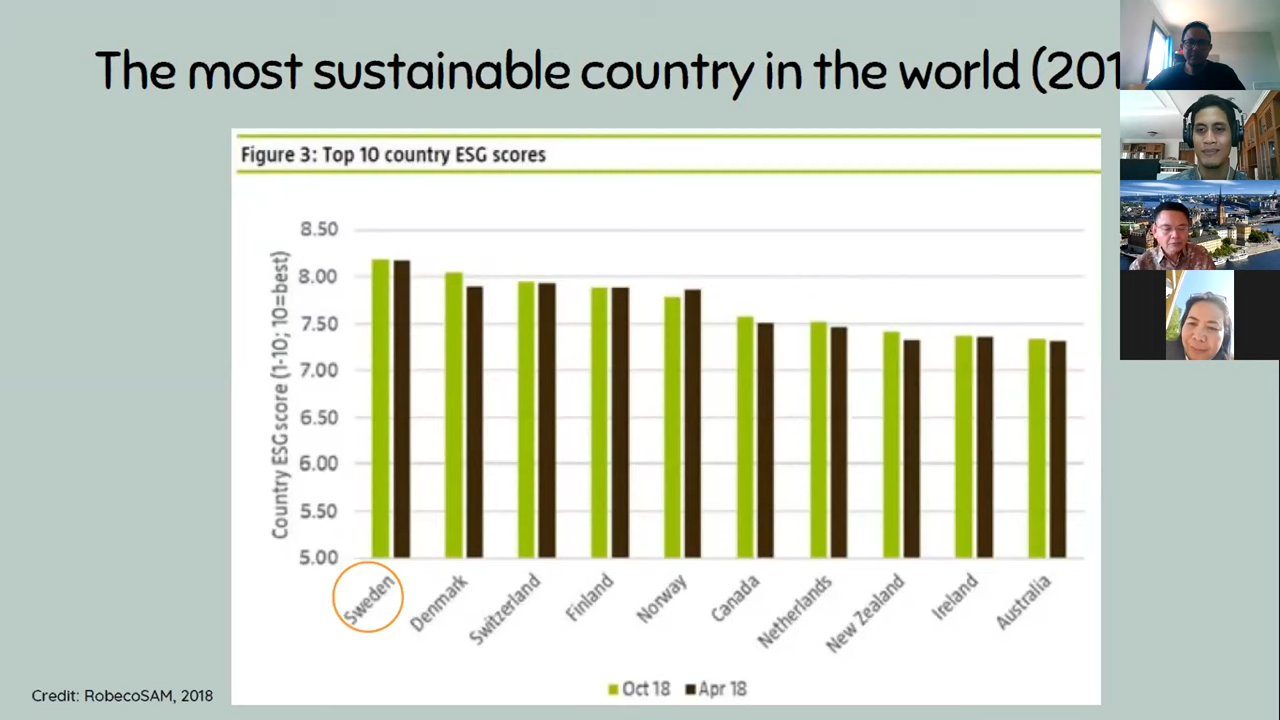 The most sustainable country in the world (201
Figure 3: Top 10 country ESG scores
Country ESG score (1-10; 10=best)
8.50
8.00
7.50
7.00
6.50
6.00
5.50
5.00
Sweden
Denmark
Switzerland
Finland
Norway
Canada
Netherlands
New Zealand
Ireland
Australia
Oct 18 Apr 18
Credit: RobecoSAM, 2018